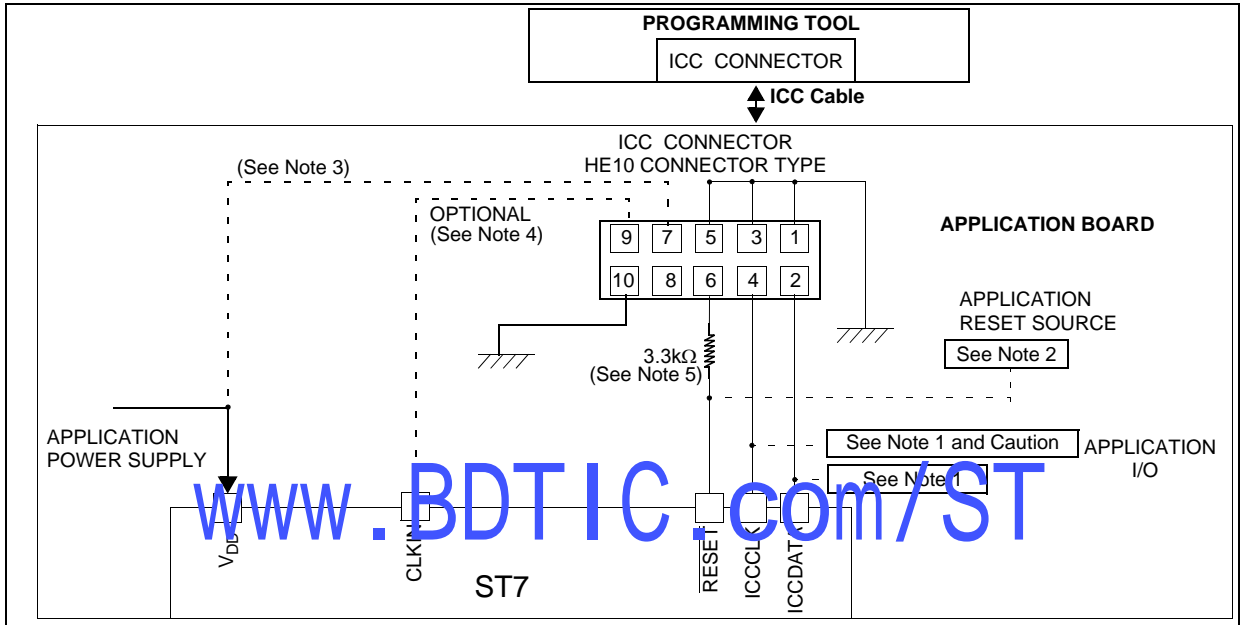 PROGRAMMING TOOL
ICC CONNECTOR
ICC Cable
ICC CONNECTOR
HE10 CONNECTOR TYPE
(See Note 3)
OPTIONAL
(See Note 4)
9 7 5 3 1
10 8 6 4 2
APPLICATION BOARD
APPLICATION
RESET SOURCE
See Note 2
3.3kΩ
(See Note 5)
APPLICATION
POWER SUPPLY
See Note 1 and Caution
See Note 1
APPLICATION
I/O
www.BDTIC.com/ST
VDD
CLKIN
RESET
ICCCLK
ICCDATA
ST7